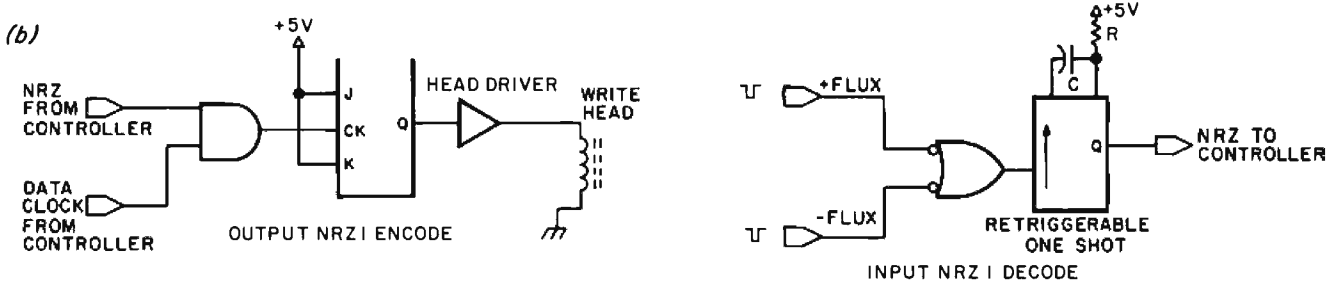 (b)
+5V
NRZ
FROM
CONTROLLER
DATA
CLOCK
FROM
CONTROLLER
J
CK
K
Q
HEAD DRIVER
WRITE
HEAD
OUTPUT NRZI ENCODE
+FLUX
-FLUX
+5V
R
C
Q
NRZ TO
CONTROLLER
RETRIGGERABLE
ONE SHOT
INPUT NRZI DECODE